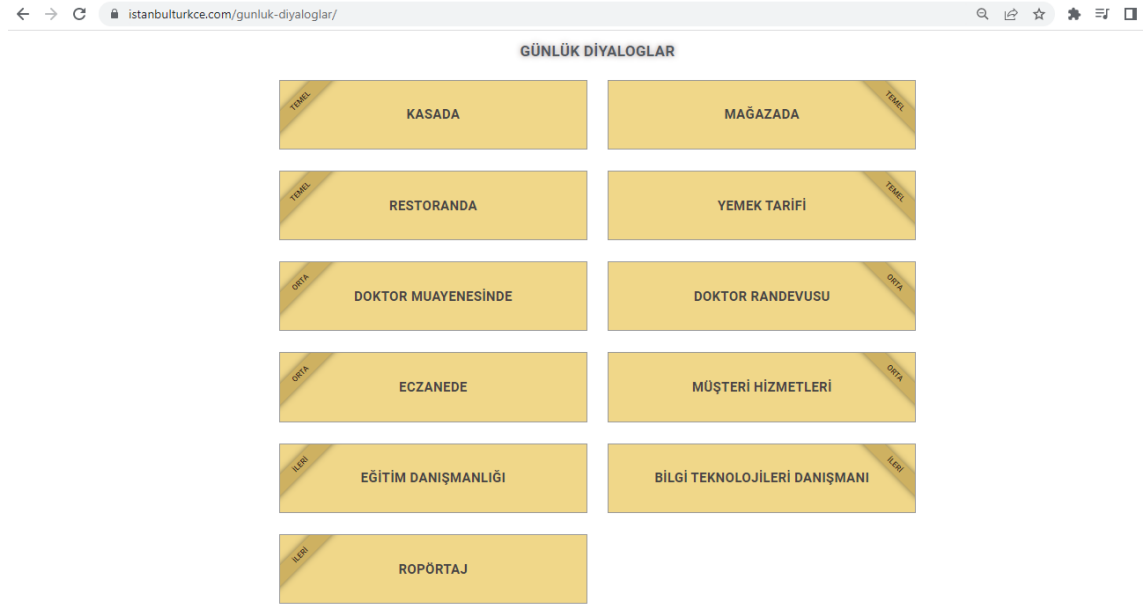 istanbulturkce.com/gunluk-diyaloglar/
GÜNLÜK DİYALOGLAR
TEMEL
KASADA
MAĞAZADA
TEMEL
TEMEL
RESTORANDA
YEMEK TARİFİ
TEMEL
ORTA
DOKTOR MUAYENESİNDE
DOKTOR RANDEVUSU
ORTA
ORTA
ECZANEDE
MÜŞTERİ HİZMETLERİ
ORTA
İLERİ
EĞİTİM DANIŞMANLIĞI
BİLGİ TEKNOLOJİLERİ DANIŞMANI
İLERİ
İLERİ
ROPÖRTAJ